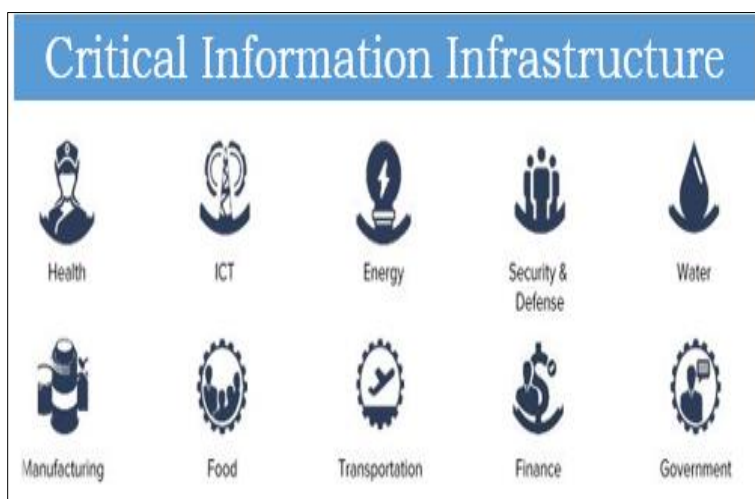 Critical Information Infrastructure
Health
ICT
Energy
Security &
Defense
Water
Manufacturing
Food
Transportation
Finance
Government